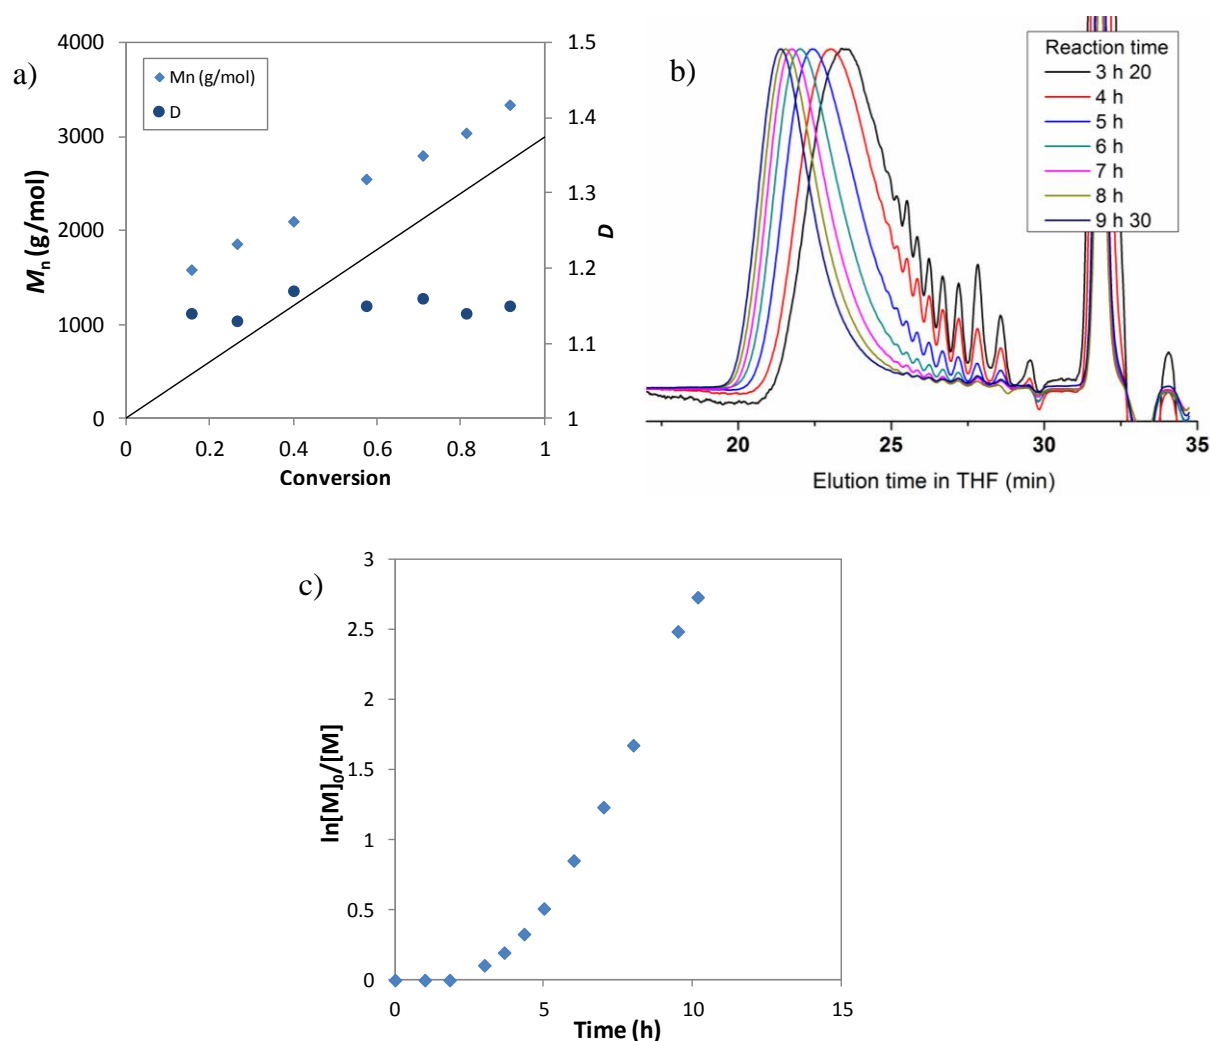 a)
4000
3000
2000
1000
0
Mn (g/mol)
Mn (g/mol)
D
1.5
1.4
1.3
1.2
1.1
1
D
0
0.2
0.4
0.6
0.8
1
Conversion
b)
Reaction time
3 h 20
4 h
5 h
6 h
7 h
8 h
9 h 30
20
25
30
35
Elution time in THF (min)
c)
3
2.5
2
1.5
1
0.5
0
ln[M]0/[M]
0
5
10
15
Time (h)